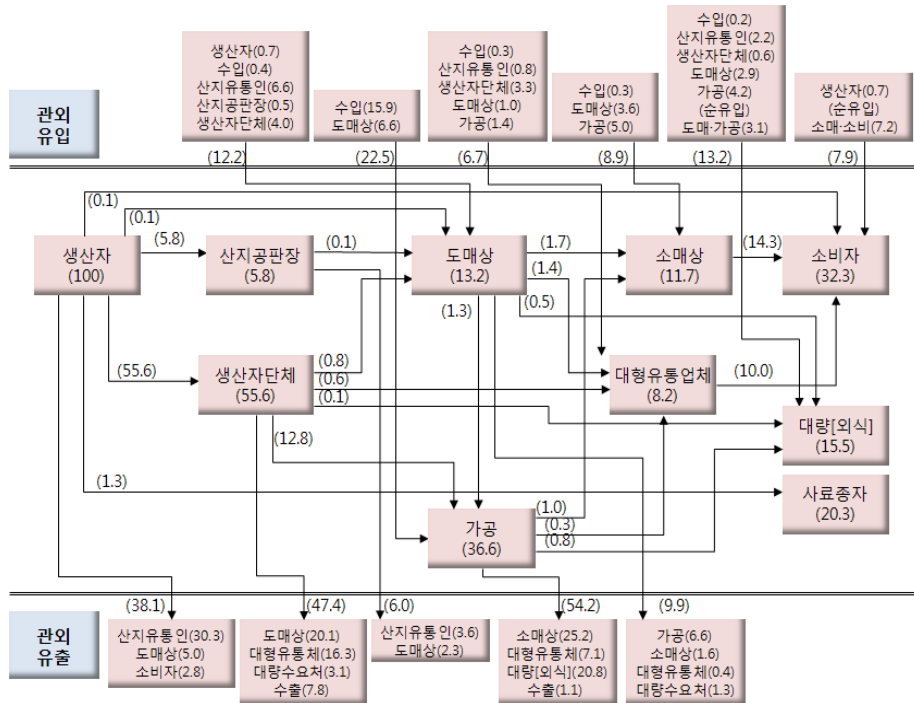 생산자(0.7)
수입(0.4)
산지유통인(6.6)
산지공판장(0.5)
생산자단체(4.0)
수입(15.9)
도매상(6.6)
수입(0.3)
산지유통인(0.8)
생산자단체(3.3)
도매상(1.0)
가공(1.4)
수입(0.3)
도매상(3.6)
가공(5.0)
수입(0.2)
산지유통인(2.2)
생산자단체(0.6)
도매상(2.9)
가공(4.2)
(순유입)
도매·가공(3.1)
생산자(0.7)
(순유입)
소매·소비(7.2)
관외
유입
(12.2)
(22.5)
(6.7)
(8.9)
(13.2)
(7.9)
(0.1)
(0.1)
생산자
(100)
(5.8)
산지공판장
(5.8)
(0.1)
도매상
(13.2)
(1.7)
(1.4)
(0.5)
(1.3)
소매상
(11.7)
(14.3)
소비자
(32.3)
(55.6)
생산자단체
(55.6)
(0.8)
(0.6)
(0.1)
(12.8)
대형유통업체
(8.2)
(10.0)
대량[외식]
(15.5)
(1.3)
사료종자
(20.3)
가공
(36.6)
(1.0)
(0.3)
(0.8)
(38.1)
(47.4)
(6.0)
(54.2)
(9.9)
관외
유출
산지유통인(30.3)
도매상(5.0)
소비자(2.8)
도매상(20.1)
대형유통체(16.3)
대량수요처(3.1)
수출(7.8)
산지유통인(3.6)
도매상(2.3)
소매상(25.2)
대형유통체(7.1)
대량[외식](20.8)
수출(1.1)
가공(6.6)
소매상(1.6)
대형유통체(0.4)
대량수요처(1.3)